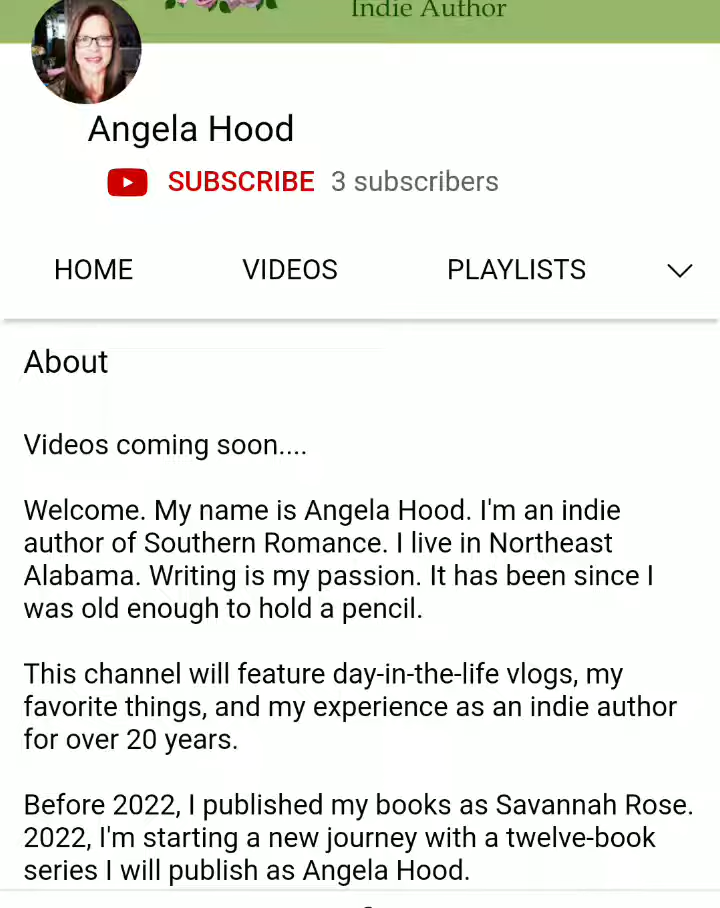 Indie Author
Angela Hood
SUBSCRIBE 3 subscribers
HOME VIDEOS PLAYLISTS
About
Videos coming soon....
Welcome. My name is Angela Hood. I'm an indie
author of Southern Romance. I live in Northeast
Alabama. Writing is my passion. It has been since I
was old enough to hold a pencil.
This channel will feature day-in-the-life vlogs, my
favorite things, and my experience as an indie author
for over 20 years.
Before 2022, I published my books as Savannah Rose.
2022, I'm starting a new journey with a twelve-book
series I will publish as Angela Hood.